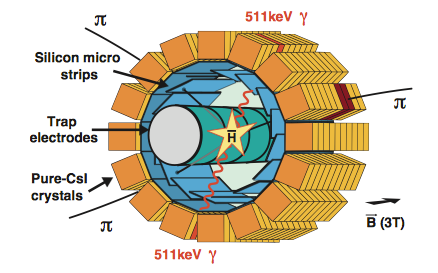 π
511keV γ
Silicon micro
strips
π
Trap
electrodes
H̅
Pure-CsI
crystals
B⃗ (3T)
π
511keV γ